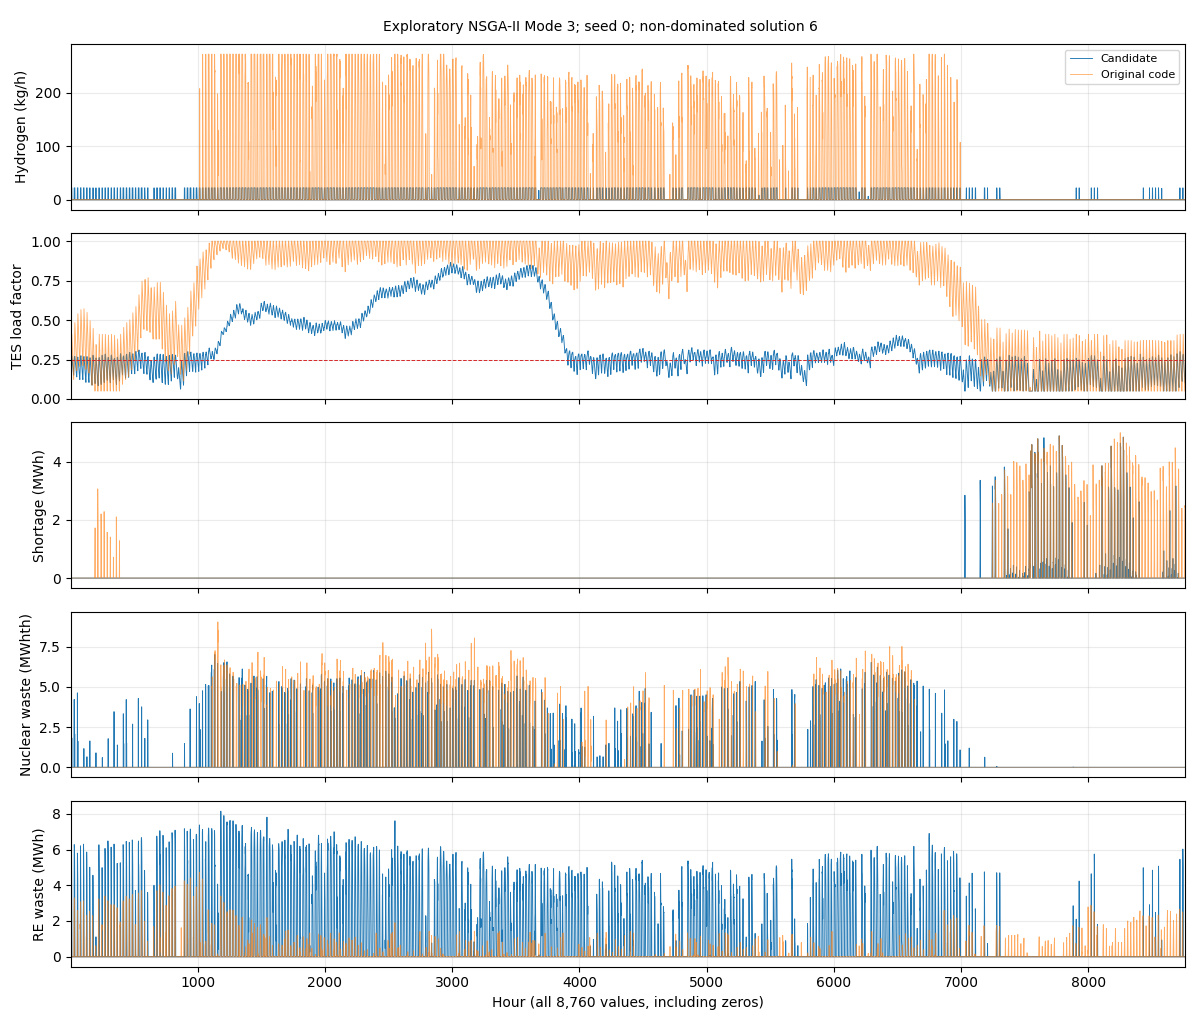 Exploratory NSGA-II Mode 3; seed 0; non-dominated solution 6
Hydrogen (kg/h)
200
100
0
Candidate
Original code
TES load factor
1.00
0.75
0.50
0.25
0.00
Shortage (MWh)
4
2
0
Nuclear waste (MWhth)
7.5
5.0
2.5
0.0
RE waste (MWh)
8
6
4
2
0
1000 2000 3000 4000 5000 6000 7000 8000
Hour (all 8,760 values, including zeros)